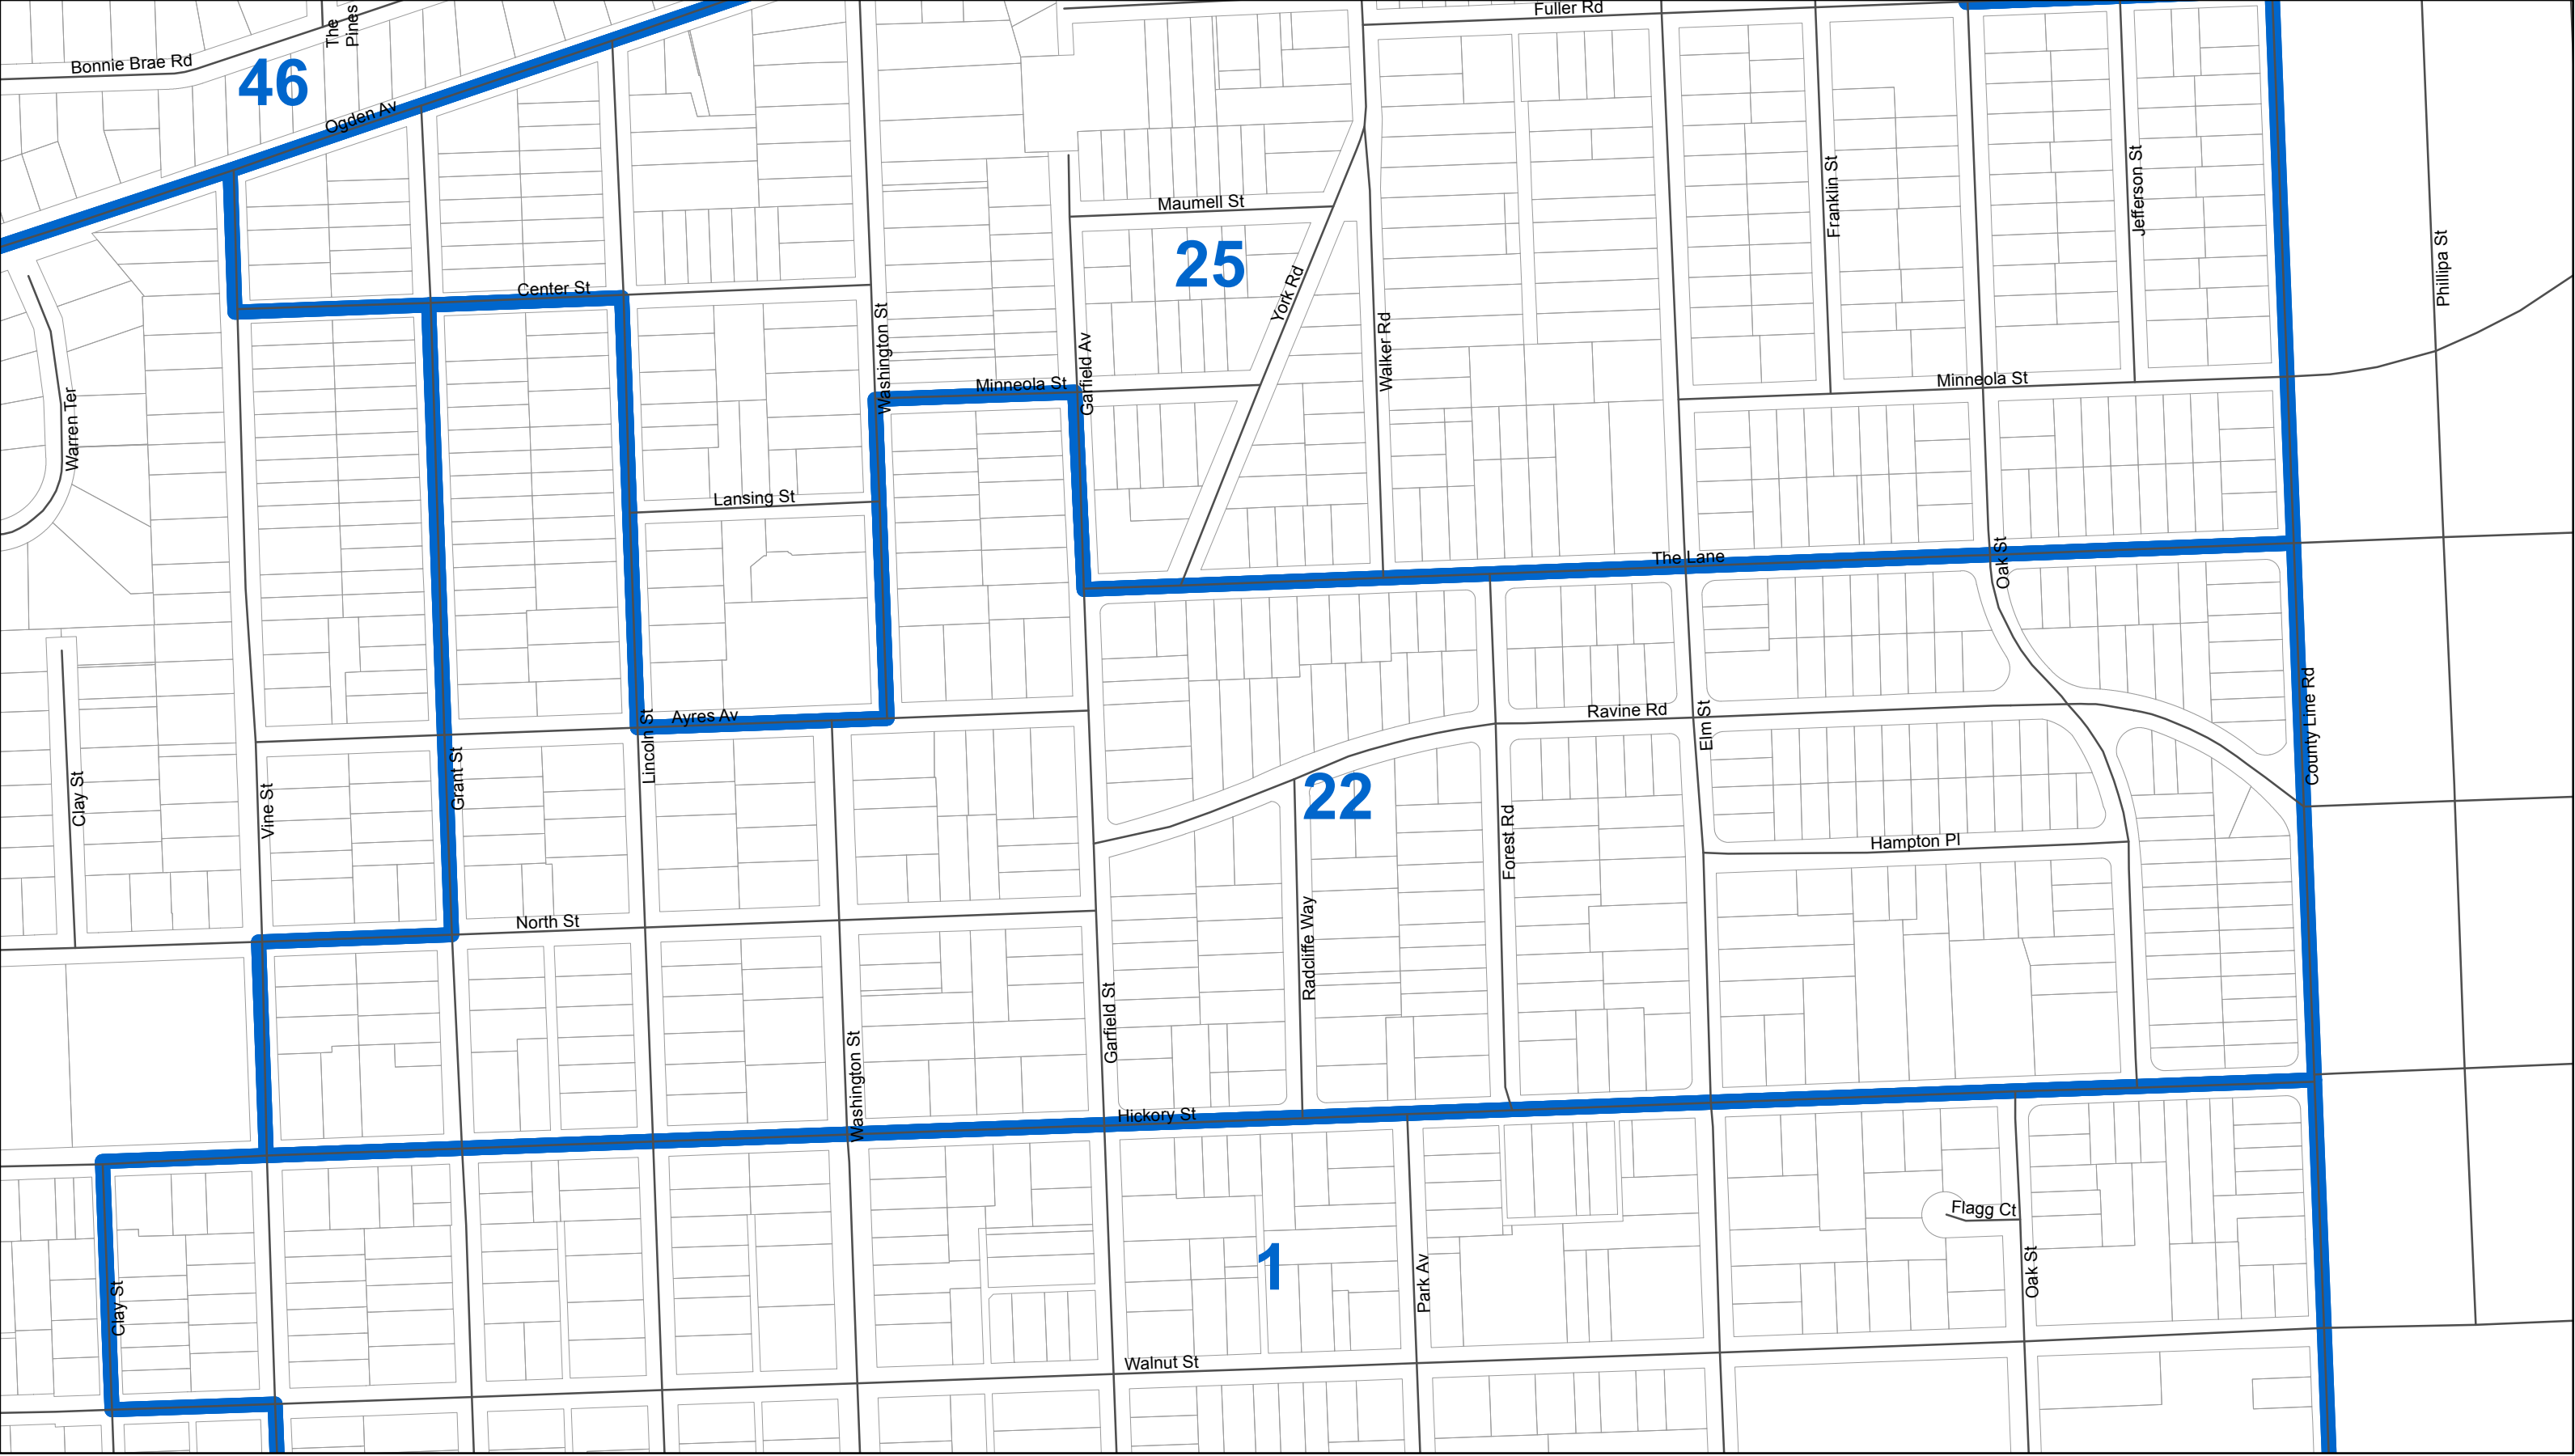 The
Pines
Fuller Rd
Bonnie Brae Rd
46
Ogden Av
Franklin St
Jefferson St
Maumell St
25
Phillipa St
York Rd
Center St
Washington St
Garfield Av
Walker Rd
Minneola St
Minneola St
Warren Ter
Lansing St
The Lane
Oak St
Ayres Av
Lincoln St
Ravine Rd
Elm St
County Line Rd
Grant St
Clay St
Vine St
22
Forest Rd
Hampton Pl
North St
Radcliffe Way
Garfield St
Washington St
Hickory St
Flagg Ct
1
Park Av
Oak St
Clay St
Walnut St